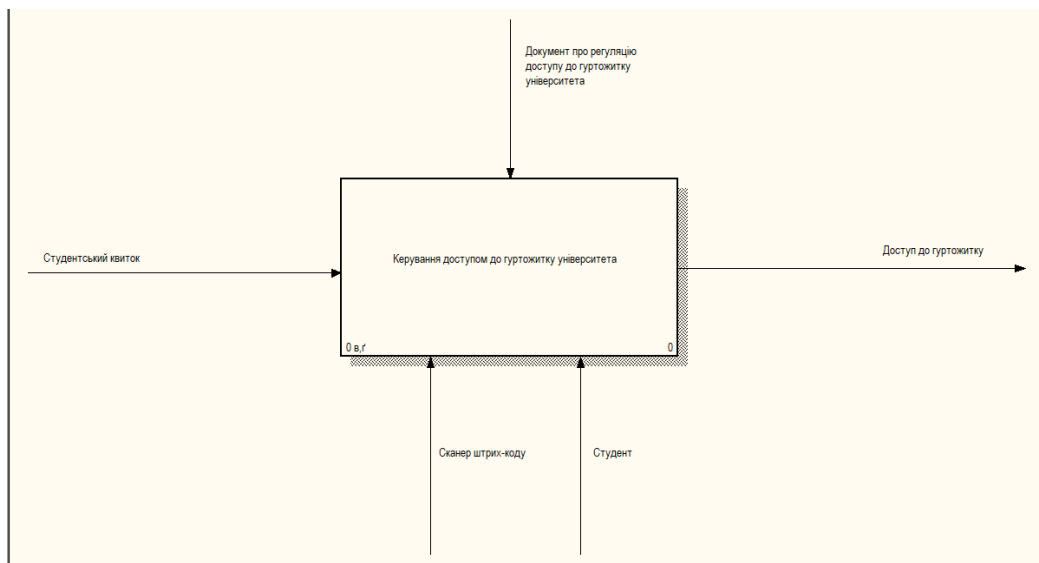 Документ про регуляцію
доступу до гуртожитку
університета
Студентський квиток
Доступ до гуртожитку
Керування доступом до гуртожитку університета
0 в,ґ
0
Сканер штрих-коду
Студент